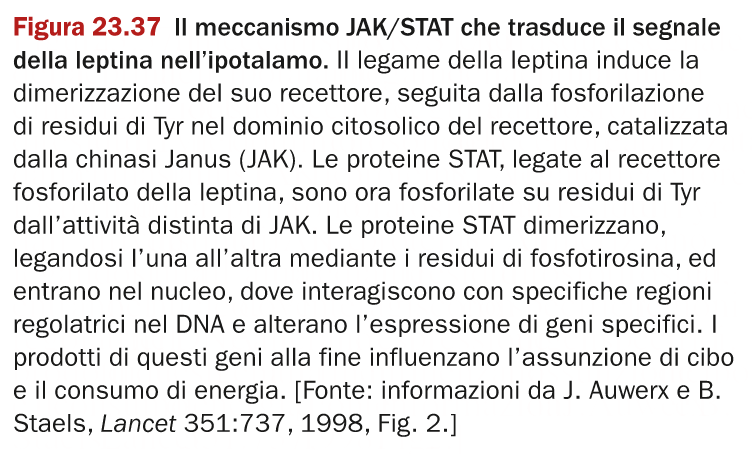 Figura 23.37 Il meccanismo JAK/STAT che trasduce il segnale
della leptina nell'ipotalamo. Il legame della leptina induce la
dimerizzazione del suo recettore, seguita dalla fosforilazione
di residui di Tyr nel dominio citosolico del recettore, catalizzata
dalla chinasi Janus (JAK). Le proteine STAT, legate al recettore
fosforilato della leptina, sono ora fosforilate su residui di Tyr
dall'attività distinta di JAK. Le proteine STAT dimerizzano,
legandosi l'una all'altra mediante i residui di fosfotirosina, ed
entrano nel nucleo, dove interagiscono con specifiche regioni
regolatrici nel DNA e alterano l'espressione di geni specifici. I
prodotti di questi geni alla fine influenzano l'assunzione di cibo
e il consumo di energia. [Fonte: informazioni da J. Auwerx e B.
Staels, Lancet 351:737, 1998, Fig. 2.]